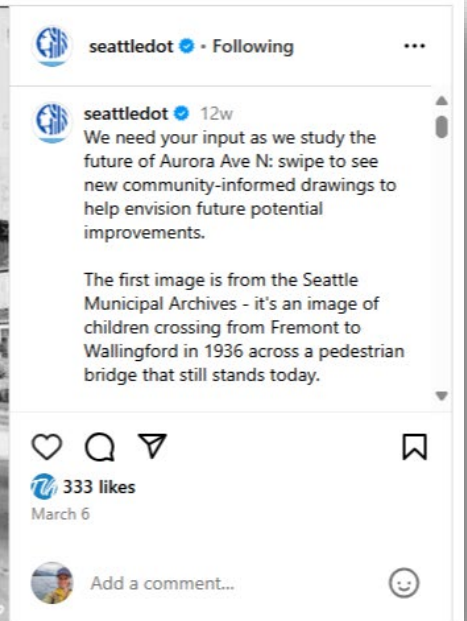 seattledot • Following
seattledot 12w
We need your input as we study the
future of Aurora Ave N: swipe to see
new community-informed drawings to
help envision future potential
improvements.
The first image is from the Seattle
Municipal Archives - it's an image of
children crossing from Fremont to
Wallingford in 1936 across a pedestrian
bridge that still stands today.
333 likes
March 6
Add a comment...